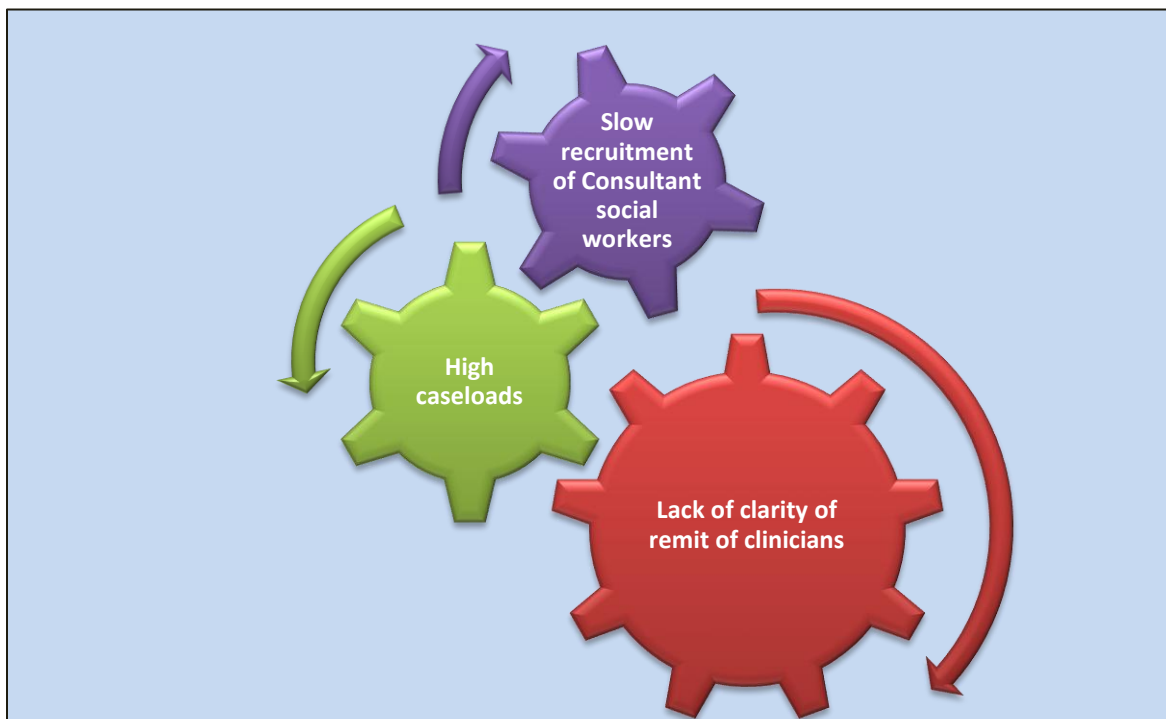 Slow
recruitment
of Consultant
social
workers
High
caseloads
Lack of clarity of
remit of clinicians